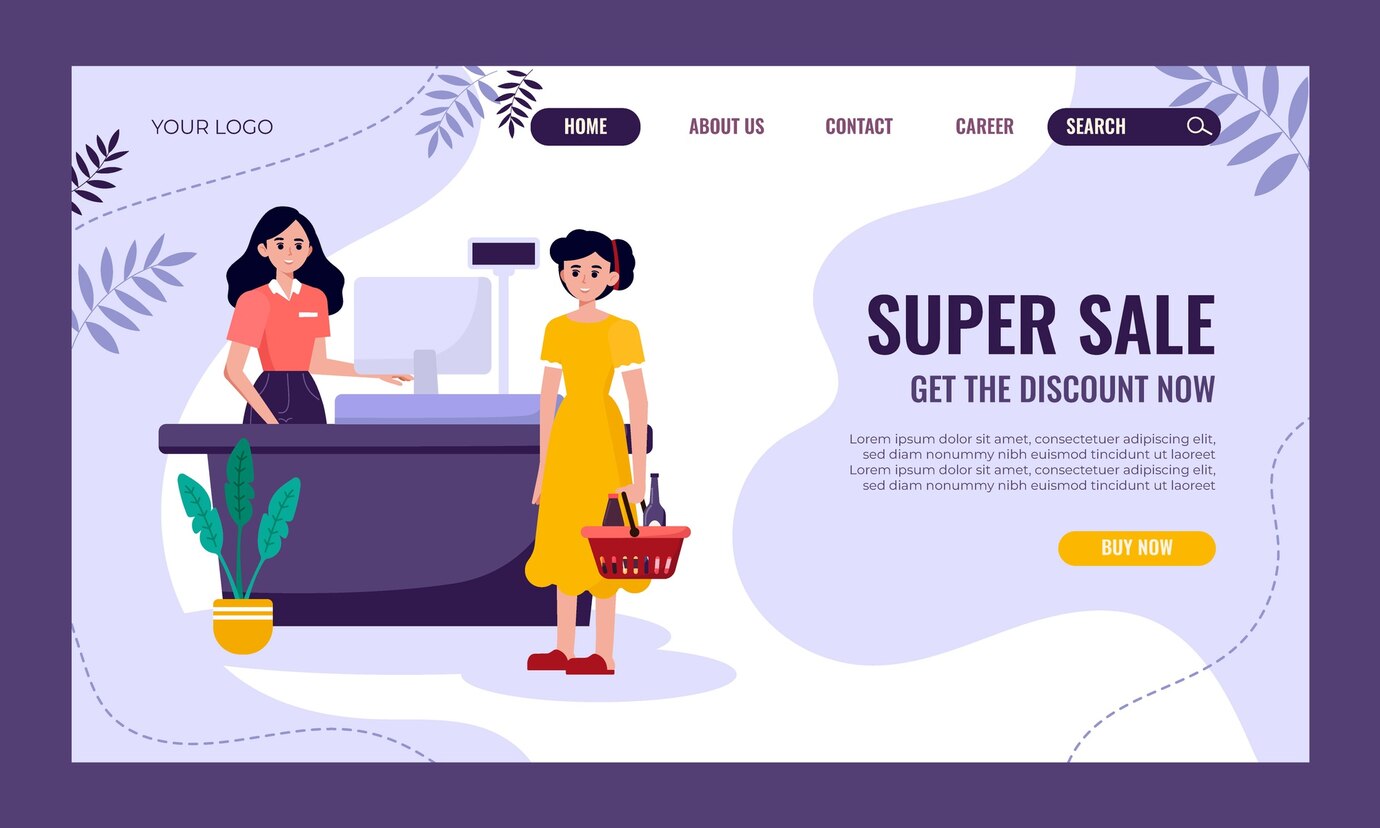 YOUR LOGO
HOME
ABOUT US
CONTACT
CAREER
SEARCH
SUPER SALE
GET THE DISCOUNT NOW
Lorem ipsum dolor sit amet, consectetuer adipiscing elit,
sed diam nonummy nibh euismod tincidunt ut laoreet
Lorem ipsum dolor sit amet, consectetuer adipiscing elit,
sed diam nonummy nibh euismod tincidunt ut laoreet
BUY NOW